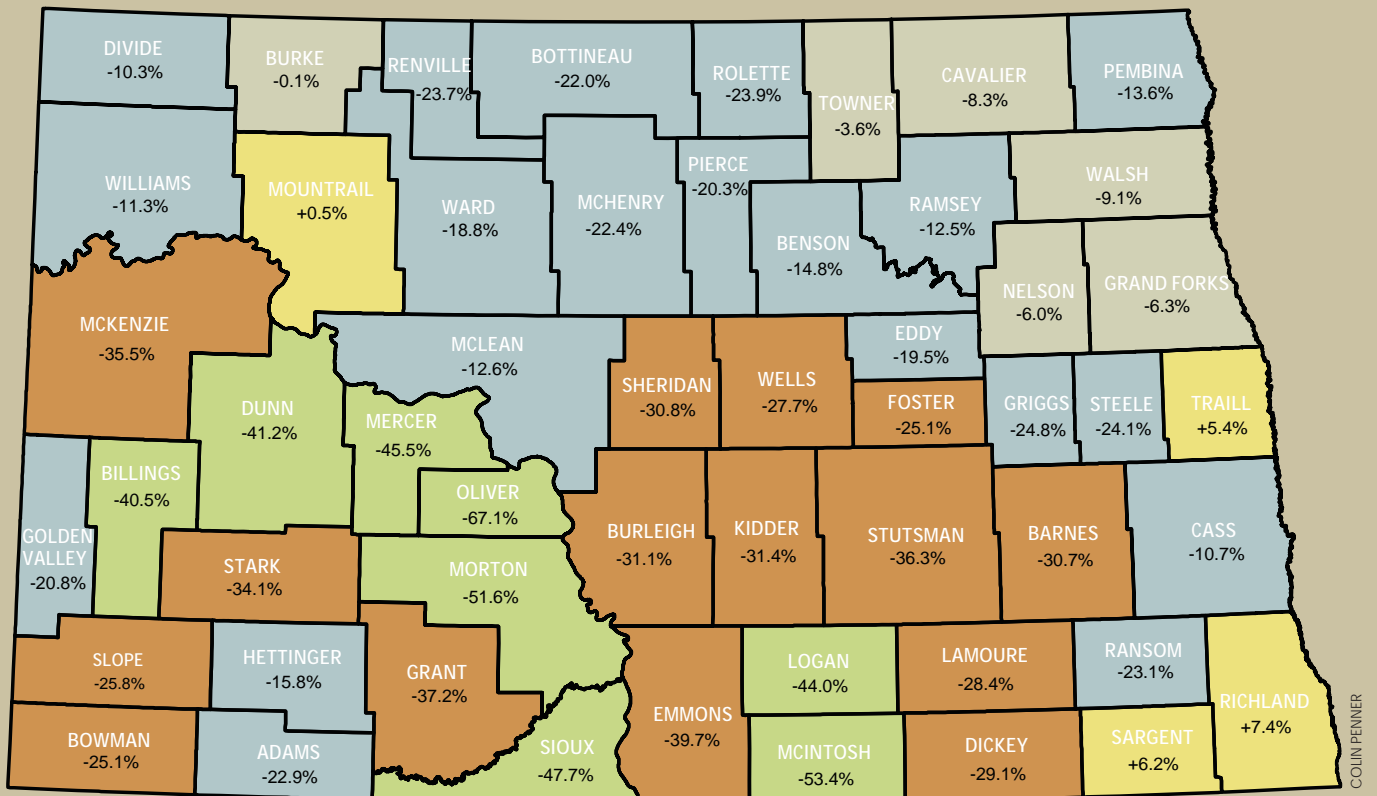 DIVIDE
-10.3%
BURKE
-0.1%
RENVILLE
-23.7%
BOTTINEAU
-22.0%
ROLETTE
-23.9%
TOWNER
-3.6%
CAVALIER
-8.3%
PEMBINA
-13.6%
WILLIAMS
-11.3%
MOUNTRAIL
+0.5%
WARD
-18.8%
MCHENRY
-22.4%
PIERCE
-20.3%
BENSON
-14.8%
RAMSEY
-12.5%
WALSH
-9.1%
NELSON
-6.0%
GRAND FORKS
-6.3%
MCKENZIE
-35.5%
DUNN
-41.2%
MCLEAN
-12.6%
MERCER
-45.5%
OLIVER
-67.1%
SHERIDAN
-30.8%
WELLS
-27.7%
EDDY
-19.5%
FOSTER
-25.1%
GRIGGS
-24.8%
STEELE
-24.1%
TRAILL
+5.4%
GOLDEN
VALLEY
-20.8%
BILLINGS
-40.5%
STARK
-34.1%
MORTON
-51.6%
BURLEIGH
-31.1%
KIDDER
-31.4%
STUTSMAN
-36.3%
BARNES
-30.7%
CASS
-10.7%
SLOPE
-25.8%
HETTINGER
-15.8%
GRANT
-37.2%
EMMONS
-39.7%
LOGAN
-44.0%
LAMOURE
-28.4%
RANSOM
-23.1%
RICHLAND
+7.4%
BOWMAN
-25.1%
ADAMS
-22.9%
SIOUX
-47.7%
MCINTOSH
-53.4%
DICKEY
-29.1%
SARGENT
+6.2%
COLIN PENNER